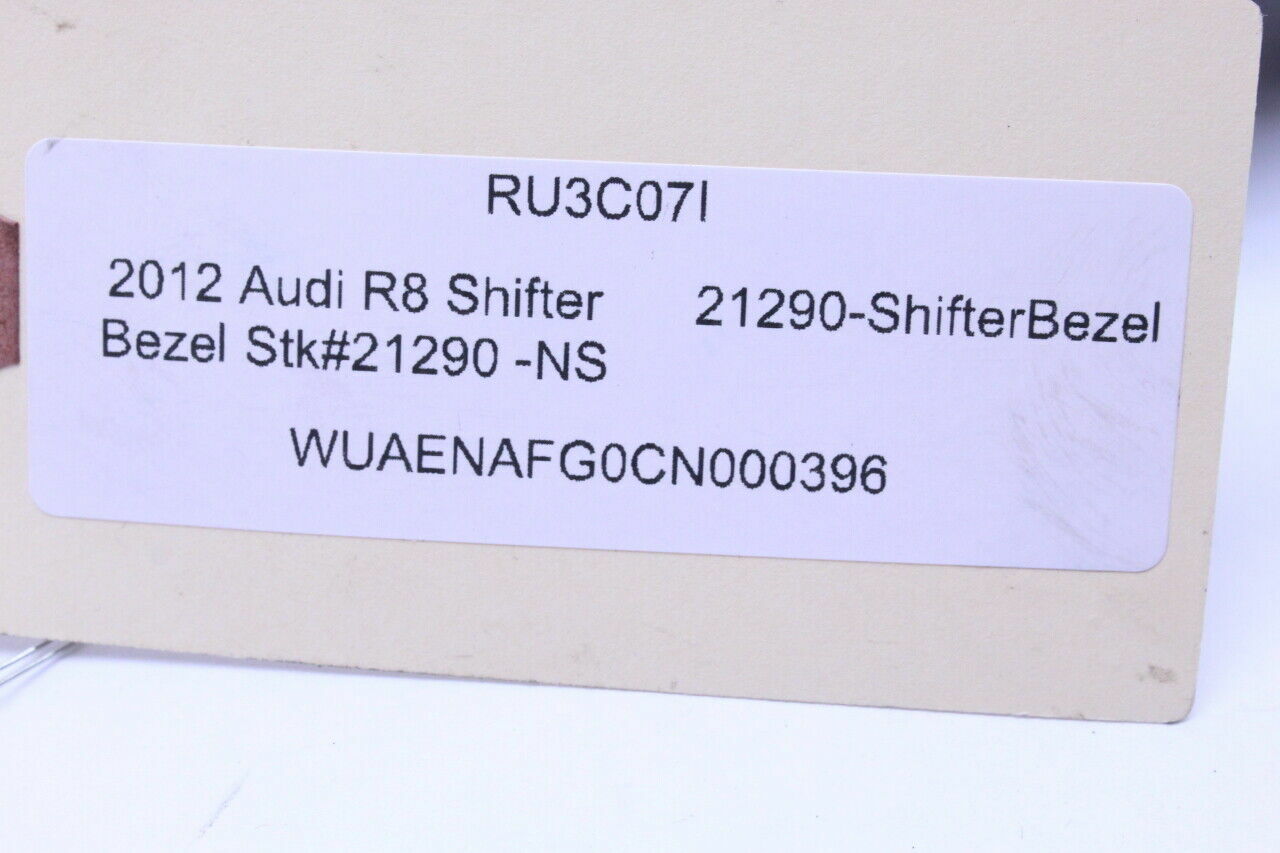 RU3C07I
2012 Audi R8 Shifter
Bezel Stk#21290 -NS
21290-ShifterBezel
WUAENAFG0CN000396